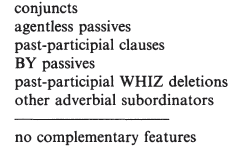 conjuncts
agentless passives
past-participial clauses
BY passives
past-participial WHIZ deletions
other adverbial subordinators
no complementary features